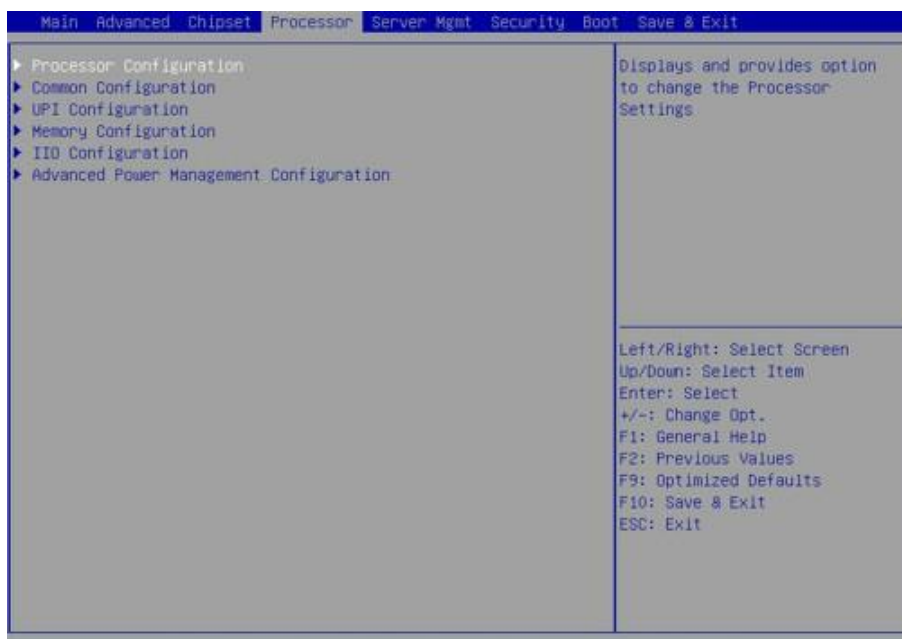 Main Advanced Chipset Processor Server Mgmt Security Boot Save & Exit
Processor Configuration
Common Configuration
UPI Configuration
Memory Configuration
IIO Configuration
Advanced Power Management Configuration
Displays and provides option
to change the Processor
Settings
Left/Right: Select Screen
Up/Down: Select Item
Enter: Select
+/-: Change Opt.
F1: General Help
F2: Previous Values
F9: Optimized Defaults
F10: Save & Exit
ESC: Exit